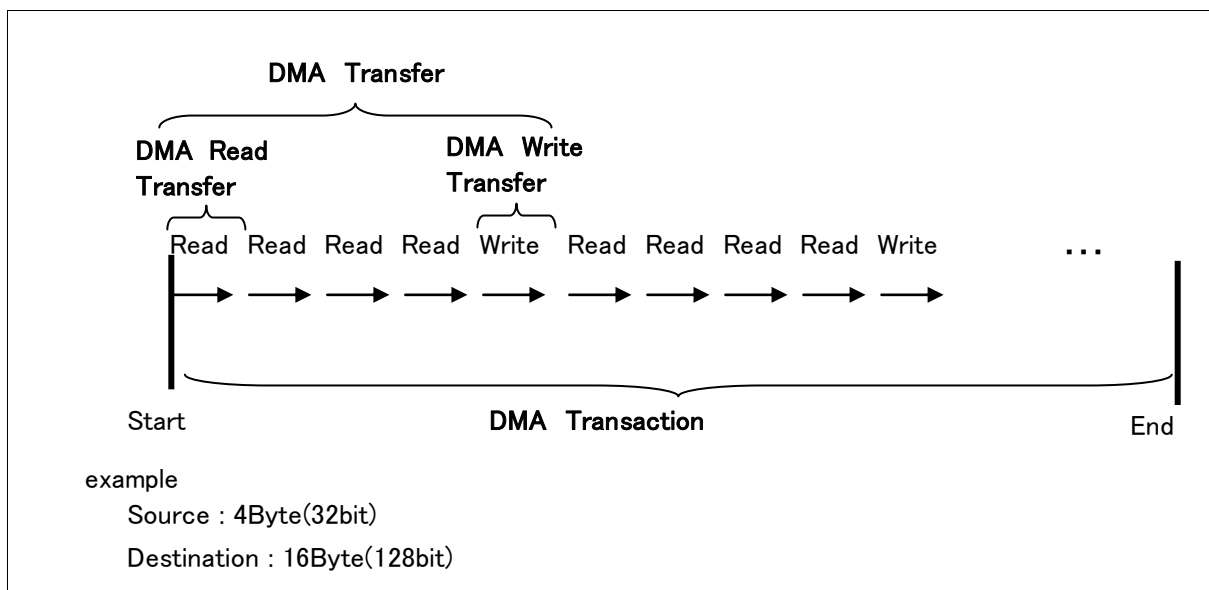 DMA Transfer
DMA Read
Transfer
DMA Write
Transfer
Read Read Read Read Write Read Read Read Read Write ...
Start
DMA Transaction
End
example
Source : 4Byte(32bit)
Destination : 16Byte(128bit)